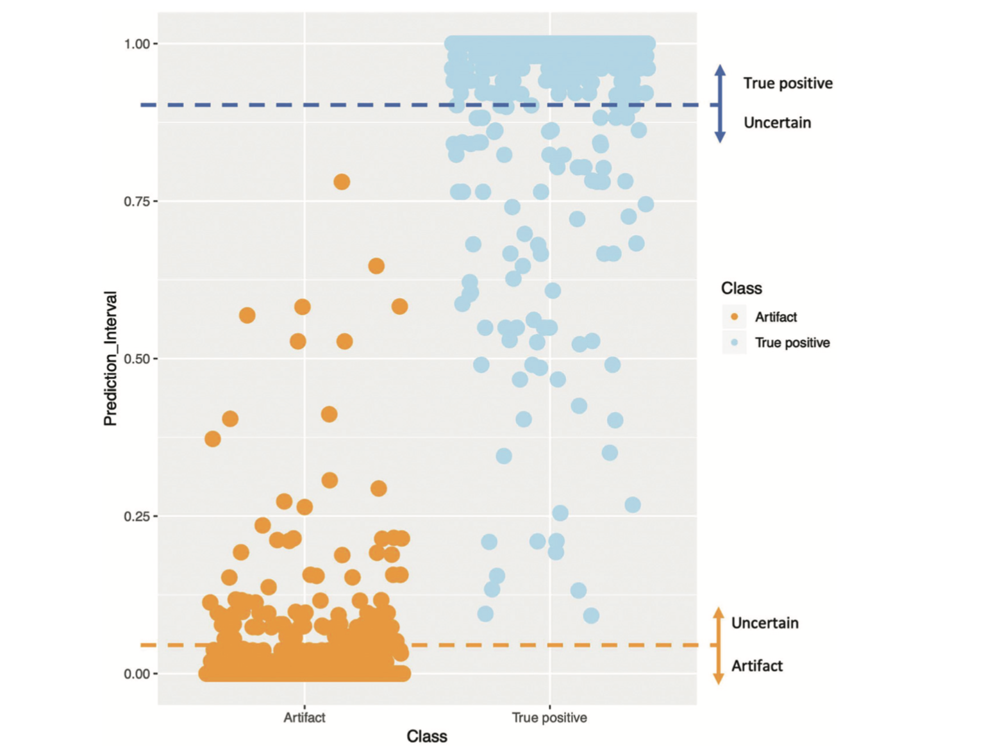 1.00
True positive
Uncertain
0.75
Class
Artifact
True positive
0.50
Prediction_Interval
0.25
Uncertain
Artifact
0.00
Artifact
True positive
Class